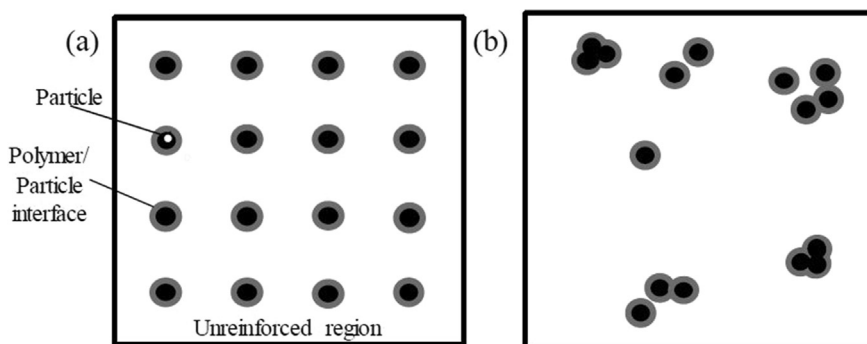 (a)
(b)
Particle
Polymer/
Particle
interface
Unreinforced region